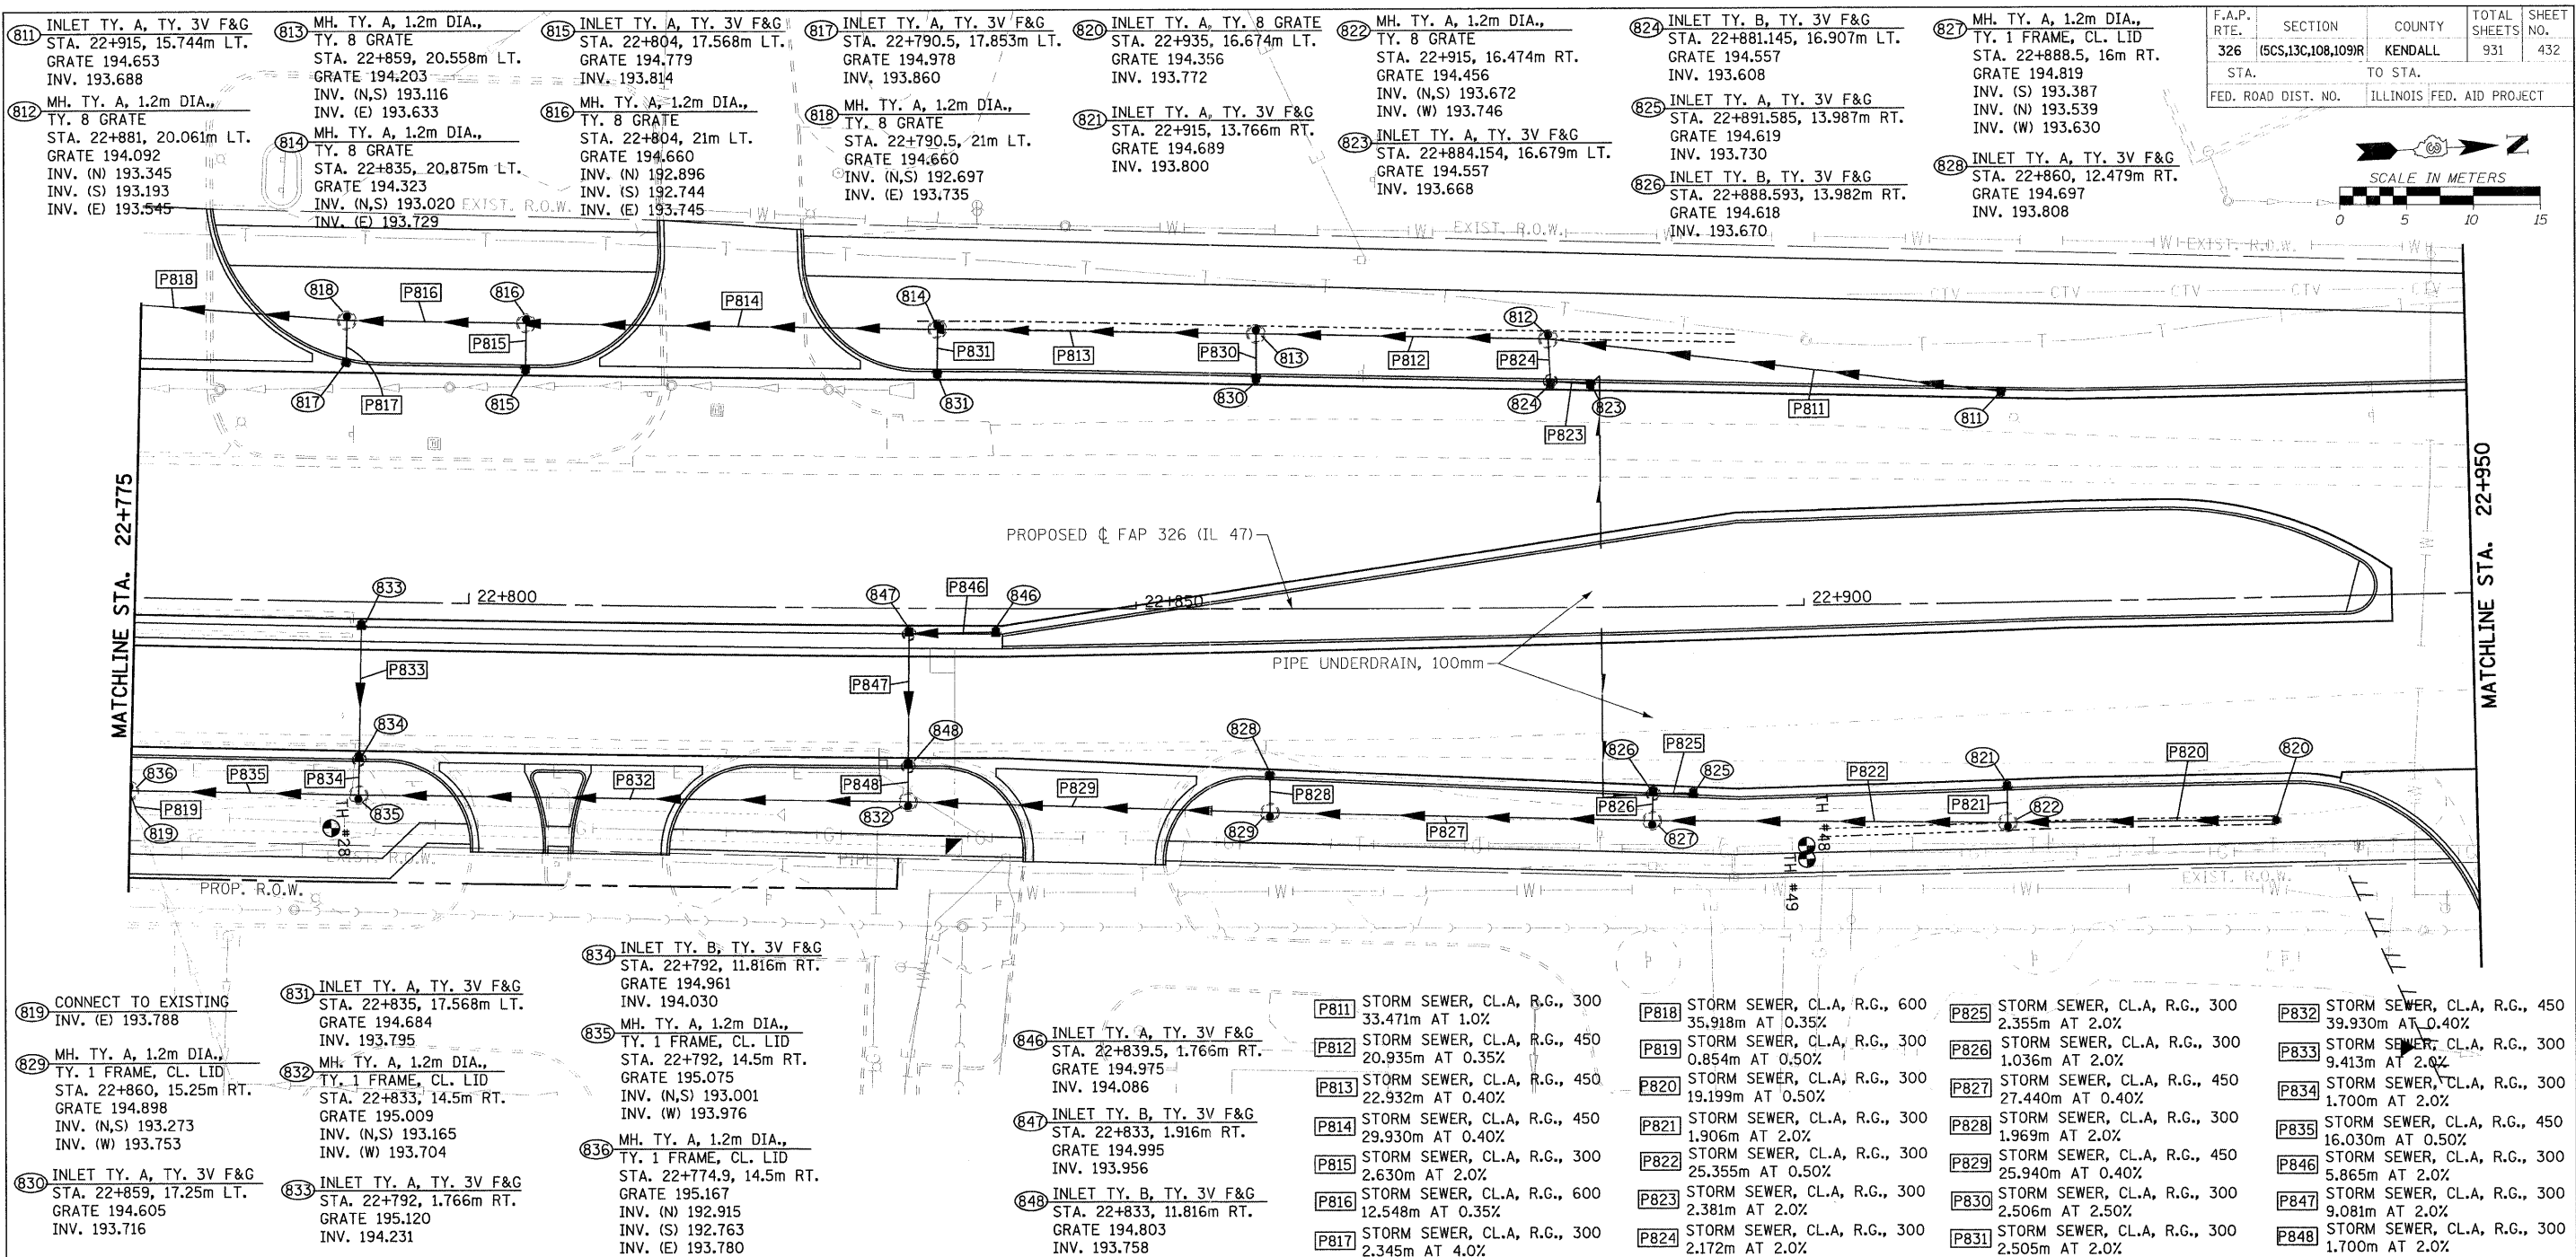 811 INLET TY. A, TY. 3V F&G
STA. 22+915, 15.744m LT.
GRATE 194.653
INV. 193.688
812 MH. TY. A, 1.2m DIA.,
TY. 8 GRATE
STA. 22+881, 20.061m LT.
GRATE 194.092
INV. (N) 193.345
INV. (S) 193.193
INV. (E) 193.545
813 MH. TY. A, 1.2m DIA.,
TY. 8 GRATE
STA. 22+859, 20.558m LT.
GRATE 194.203
INV. (N,S) 193.116
INV. (E) 193.633
814 MH. TY. A, 1.2m DIA.,
TY. 8 GRATE
STA. 22+835, 20.875m LT.
GRATE 194.323
INV. (N,S) 193.020
INV. (E) 193.729
815 INLET TY. A, TY. 3V F&G
STA. 22+804, 17.568m LT.
GRATE 194.779
INV. 193.814
816 MH. TY. A, 1.2m DIA.,
TY. 8 GRATE
STA. 22+804, 21m LT.
GRATE 194.660
INV. (N) 192.896
INV. (S) 192.744
INV. (E) 193.745
817 INLET TY. A, TY. 3V F&G
STA. 22+790.5, 17.853m LT.
GRATE 194.978
INV. 193.860
818 MH. TY. A, 1.2m DIA.,
TY. 8 GRATE
STA. 22+790.5, 21m LT.
GRATE 194.660
INV. (N,S) 192.697
INV. (E) 193.735
820 INLET TY. A, TY. 8 GRATE
STA. 22+935, 16.674m LT.
GRATE 194.356
INV. 193.772
821 INLET TY. A, TY. 3V F&G
STA. 22+915, 13.766m RT.
GRATE 194.689
INV. 193.800
822 MH. TY. A, 1.2m DIA.,
TY. 8 GRATE
STA. 22+915, 16.474m RT.
GRATE 194.456
INV. (N,S) 193.672
INV. (W) 193.746
823 INLET TY. A, TY. 3V F&G
STA. 22+884.154, 16.679m LT.
GRATE 194.557
INV. 193.668
824 INLET TY. B, TY. 3V F&G
STA. 22+881.145, 16.907m LT.
GRATE 194.557
INV. 193.608
825 INLET TY. A, TY. 3V F&G
STA. 22+891.585, 13.987m RT.
GRATE 194.619
INV. 193.730
826 INLET TY. B, TY. 3V F&G
STA. 22+888.593, 13.982m RT.
GRATE 194.618
INV. 193.670
827 MH. TY. A, 1.2m DIA.,
TY. 1 FRAME, CL. LID
STA. 22+888.5, 16m RT.
GRATE 194.819
INV. (S) 193.387
INV. (N) 193.539
INV. (W) 193.630
828 INLET TY. A, TY. 3V F&G
STA. 22+860, 12.479m RT.
GRATE 194.697
INV. 193.808
F.A.P. RTE. SECTION COUNTY TOTAL SHEETS SHEET NO.
326 (5CS,13C,108,109)R KENDALL 931 432
STA. TO STA.
FED. ROAD DIST. NO. ILLINOIS FED. AID PROJECT
SCALE IN METERS
0 5 10 15
EXIST. R.O.W. W W EXIST. R.O.W. W W W EXIST. R.O.W. W
T T T T T T T T
CTV CTV CTV CTV CTV
P818 818 P816 816 P814 814 812
P815 P831 P813 P830 813 P812 P824
817 P817 815 831 830 824 823 P811 811
P823
MATCHLINE STA. 22+775
MATCHLINE STA. 22+950
PROPOSED ℄ FAP 326 (IL 47)
833 22+800 847 P846 846 22+850 22+900
P833 P847
PIPE UNDERDRAIN, 100mm
834 848 828 826 P825 821 P820 820
836 P835 P834 P832 P848 P829 P828 P826 825 P822 P821 822
P819 819 835 832 829 P827 827
TH #28
TH #48
TH #49
EXIST. R.O.W.
PIPE
PROP. R.O.W.
W W W W W
EXIST. R.O.W.
819 CONNECT TO EXISTING
INV. (E) 193.788
829 MH. TY. A, 1.2m DIA.,
TY. 1 FRAME, CL. LID
STA. 22+860, 15.25m RT.
GRATE 194.898
INV. (N,S) 193.273
INV. (W) 193.753
830 INLET TY. A, TY. 3V F&G
STA. 22+859, 17.25m LT.
GRATE 194.605
INV. 193.716
831 INLET TY. A, TY. 3V F&G
STA. 22+835, 17.568m LT.
GRATE 194.684
INV. 193.795
832 MH. TY. A, 1.2m DIA.,
TY. 1 FRAME, CL. LID
STA. 22+833, 14.5m RT.
GRATE 195.009
INV. (N,S) 193.165
INV. (W) 193.704
833 INLET TY. A, TY. 3V F&G
STA. 22+792, 1.766m RT.
GRATE 195.120
INV. 194.231
834 INLET TY. B, TY. 3V F&G
STA. 22+792, 11.816m RT.
GRATE 194.961
INV. 194.030
835 MH. TY. A, 1.2m DIA.,
TY. 1 FRAME, CL. LID
STA. 22+792, 14.5m RT.
GRATE 195.075
INV. (N,S) 193.001
INV. (W) 193.976
836 MH. TY. A, 1.2m DIA.,
TY. 1 FRAME, CL. LID
STA. 22+774.9, 14.5m RT.
GRATE 195.167
INV. (N) 192.915
INV. (S) 192.763
INV. (E) 193.780
846 INLET TY. A, TY. 3V F&G
STA. 22+839.5, 1.766m RT.
GRATE 194.975
INV. 194.086
847 INLET TY. B, TY. 3V F&G
STA. 22+833, 1.916m RT.
GRATE 194.995
INV. 193.956
848 INLET TY. B, TY. 3V F&G
STA. 22+833, 11.816m RT.
GRATE 194.803
INV. 193.758
P811 STORM SEWER, CL.A, R.G., 300
33.471m AT 1.0%
P812 STORM SEWER, CL.A, R.G., 450
20.935m AT 0.35%
P813 STORM SEWER, CL.A, R.G., 450
22.932m AT 0.40%
P814 STORM SEWER, CL.A, R.G., 450
29.930m AT 0.40%
P815 STORM SEWER, CL.A, R.G., 300
2.630m AT 2.0%
P816 STORM SEWER, CL.A, R.G., 600
12.548m AT 0.35%
P817 STORM SEWER, CL.A, R.G., 300
2.345m AT 4.0%
P818 STORM SEWER, CL.A, R.G., 600
35.918m AT 0.35%
P819 STORM SEWER, CL.A, R.G., 300
0.854m AT 0.50%
P820 STORM SEWER, CL.A, R.G., 300
19.199m AT 0.50%
P821 STORM SEWER, CL.A, R.G., 300
1.906m AT 2.0%
P822 STORM SEWER, CL.A, R.G., 300
25.355m AT 0.50%
P823 STORM SEWER, CL.A, R.G., 300
2.381m AT 2.0%
P824 STORM SEWER, CL.A, R.G., 300
2.172m AT 2.0%
P825 STORM SEWER, CL.A, R.G., 300
2.355m AT 2.0%
P826 STORM SEWER, CL.A, R.G., 300
1.036m AT 2.0%
P827 STORM SEWER, CL.A, R.G., 450
27.440m AT 0.40%
P828 STORM SEWER, CL.A, R.G., 300
1.969m AT 2.0%
P829 STORM SEWER, CL.A, R.G., 450
25.940m AT 0.40%
P830 STORM SEWER, CL.A, R.G., 300
2.506m AT 2.50%
P831 STORM SEWER, CL.A, R.G., 300
2.505m AT 2.0%
P832 STORM SEWER, CL.A, R.G., 450
39.930m AT 0.40%
P833 STORM SEWER, CL.A, R.G., 300
9.413m AT 2.0%
P834 STORM SEWER, CL.A, R.G., 300
1.700m AT 2.0%
P835 STORM SEWER, CL.A, R.G., 450
16.030m AT 0.50%
P846 STORM SEWER, CL.A, R.G., 300
5.865m AT 2.0%
P847 STORM SEWER, CL.A, R.G., 300
9.081m AT 2.0%
P848 STORM SEWER, CL.A, R.G., 300
1.700m AT 2.0%